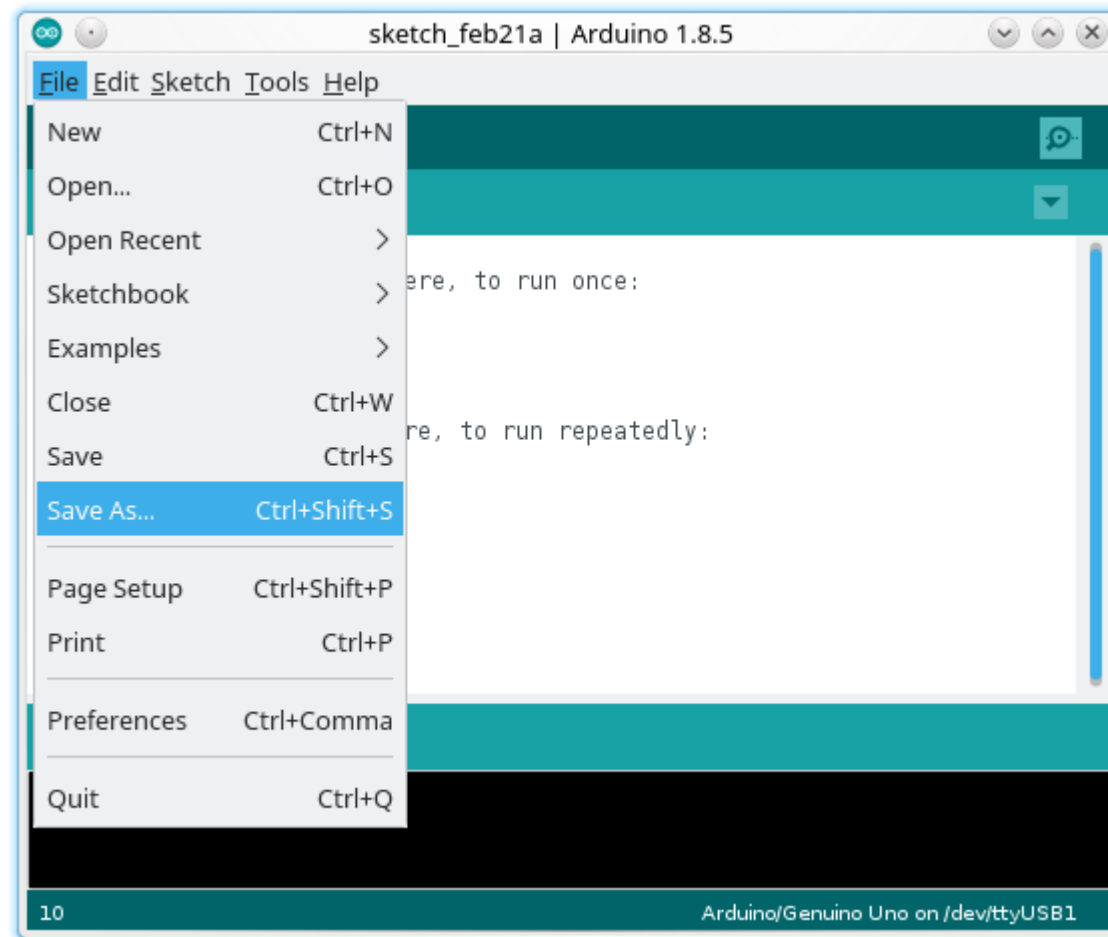 sketch_feb21a | Arduino 1.8.5
File Edit Sketch Tools Help
New Ctrl+N
Open... Ctrl+O
Open Recent
Sketchbook
Examples
Close Ctrl+W
Save Ctrl+S
Save As... Ctrl+Shift+S
Page Setup Ctrl+Shift+P
Print Ctrl+P
Preferences Ctrl+Comma
Quit Ctrl+Q
ere, to run once:
re, to run repeatedly:
10 Arduino/Genuino Uno on /dev/ttyUSB1